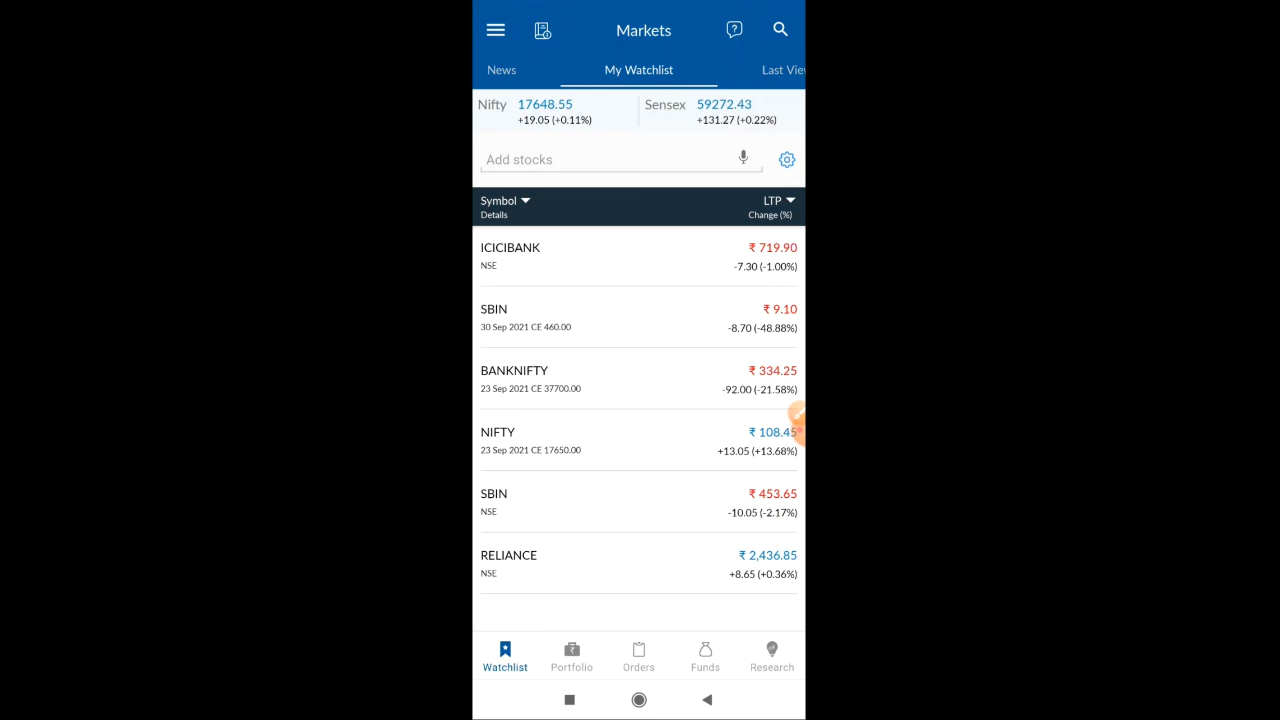 Markets
News
My Watchlist
Last Vie
Nifty 17648.55
+19.05 (+0.11%)
Sensex 59272.43
+131.27 (+0.22%)
Add stocks
Symbol
Details
LTP
Change (%)
ICICIBANK
₹ 719.90
NSE
-7.30 (-1.00%)
SBIN
₹ 9.10
30 Sep 2021 CE 460.00
-8.70 (-48.88%)
BANKNIFTY
₹ 334.25
23 Sep 2021 CE 37700.00
-92.00 (-21.58%)
NIFTY
₹ 108.45
23 Sep 2021 CE 17650.00
+13.05 (+13.68%)
SBIN
₹ 453.65
NSE
-10.05 (-2.17%)
RELIANCE
₹ 2,436.85
NSE
+8.65 (+0.36%)
Watchlist
Portfolio
Orders
Funds
Research